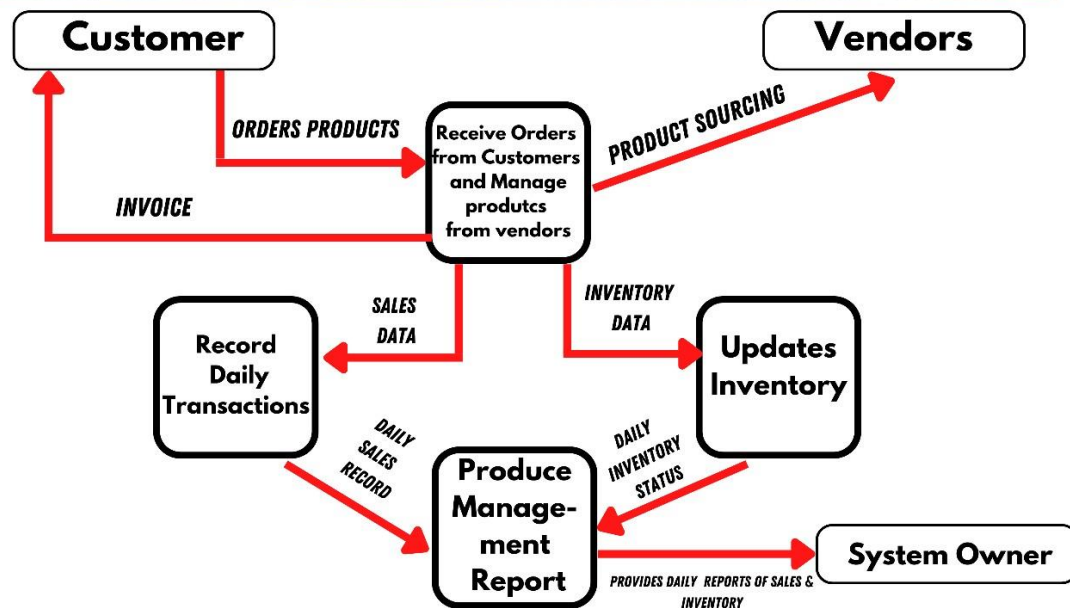 Customer
Vendors
ORDERS PRODUCTS
PRODUCT SOURCING
Receive Orders
from Customers
and Manage
produtcs
from vendors
INVOICE
SALES
DATA
INVENTORY
DATA
Record
Daily
Transactions
Updates
Inventory
DAILY
SALES
RECORD
DAILY
INVENTORY
STATUS
Produce
Manage-
ment
Report
System Owner
PROVIDES DAILY REPORTS OF SALES &
INVENTORY